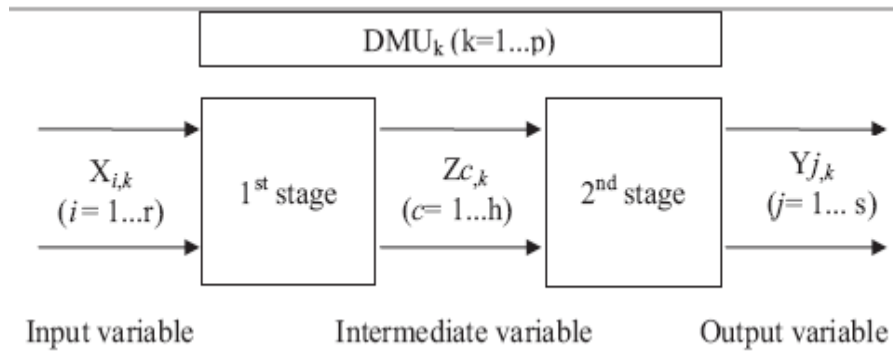 DMUk (k=1...p)
Xi,k
(i= 1...r)
1st stage
Zc,k
(c= 1...h)
2nd stage
Yj,k
(j= 1... s)
Input variable
Intermediate variable
Output variable